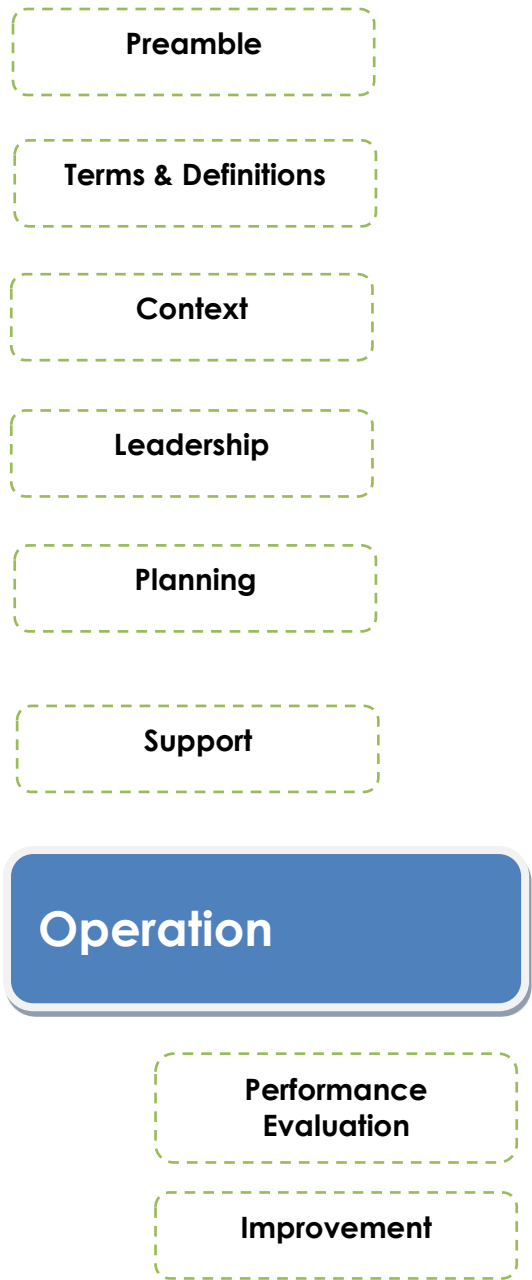 Preamble
Terms & Definitions
Context
Leadership
Planning
Support
Operation
Performance
Evaluation
Improvement